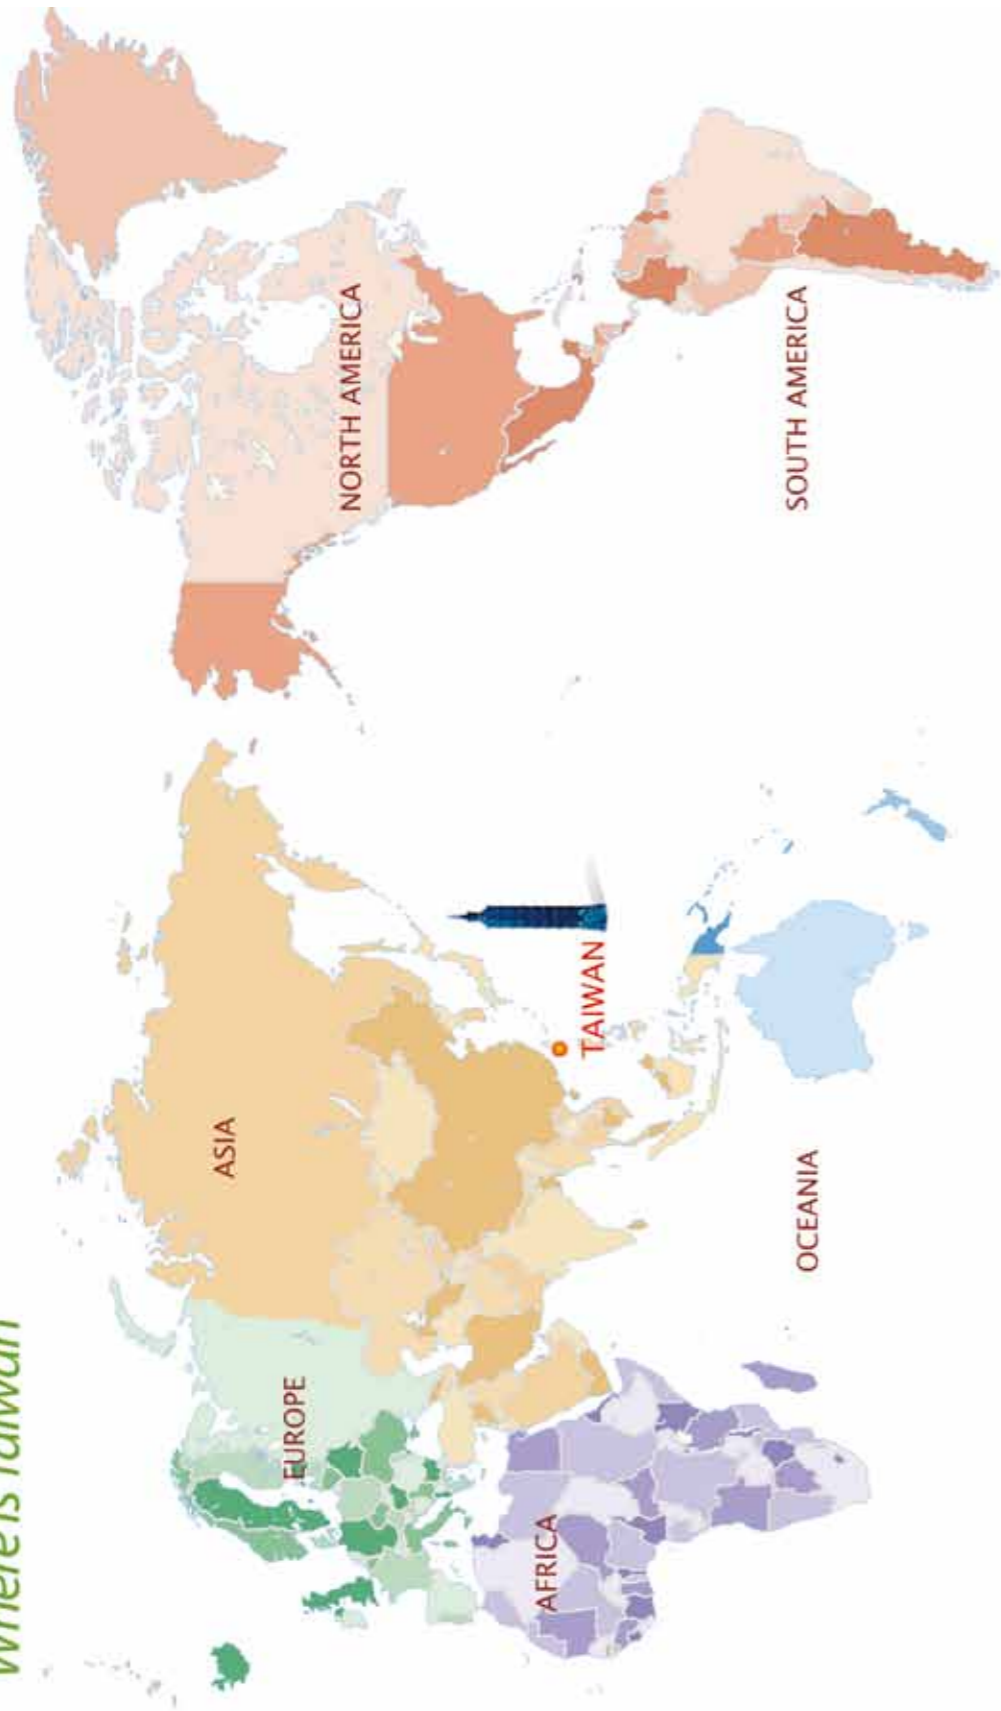 Where is Taiwan
NORTH AMERICA
ASIA
EUROPE
TAIWAN
AFRICA
SOUTH AMERICA
OCEANIA